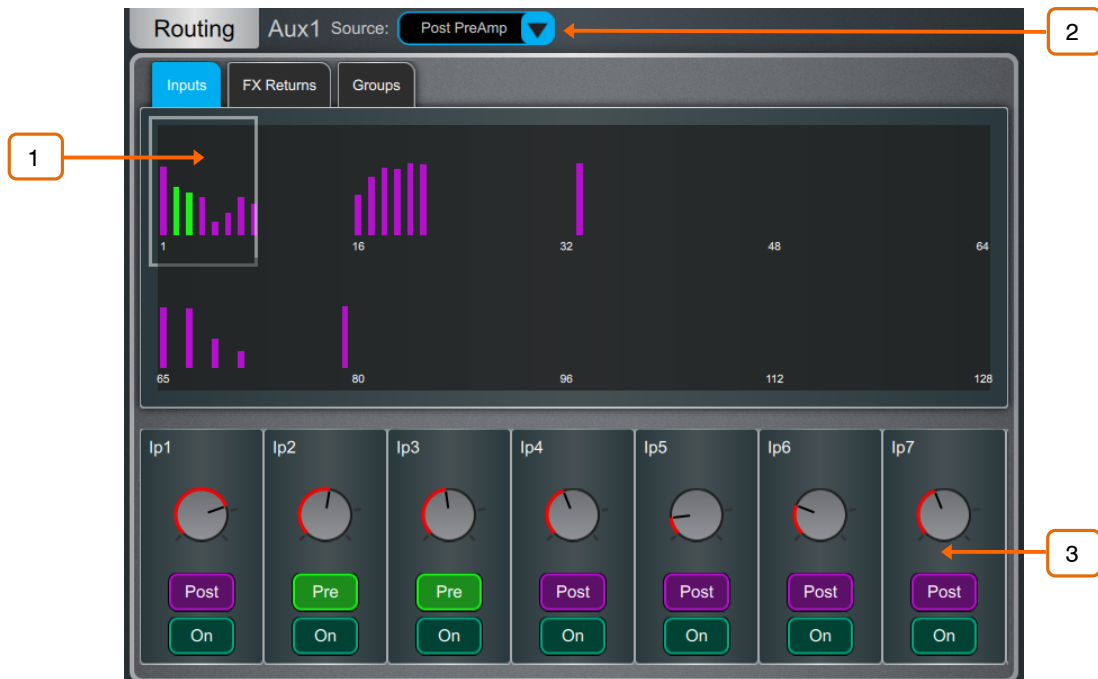 Routing Aux1 Source: Post PreAmp 2
Inputs FX Returns Groups
1
1 16 32 48 64
65 80 96 112 128
Ip1 Ip2 Ip3 Ip4 Ip5 Ip6 Ip7
3
Post Pre Pre Post Post Post Post
On On On On On On On